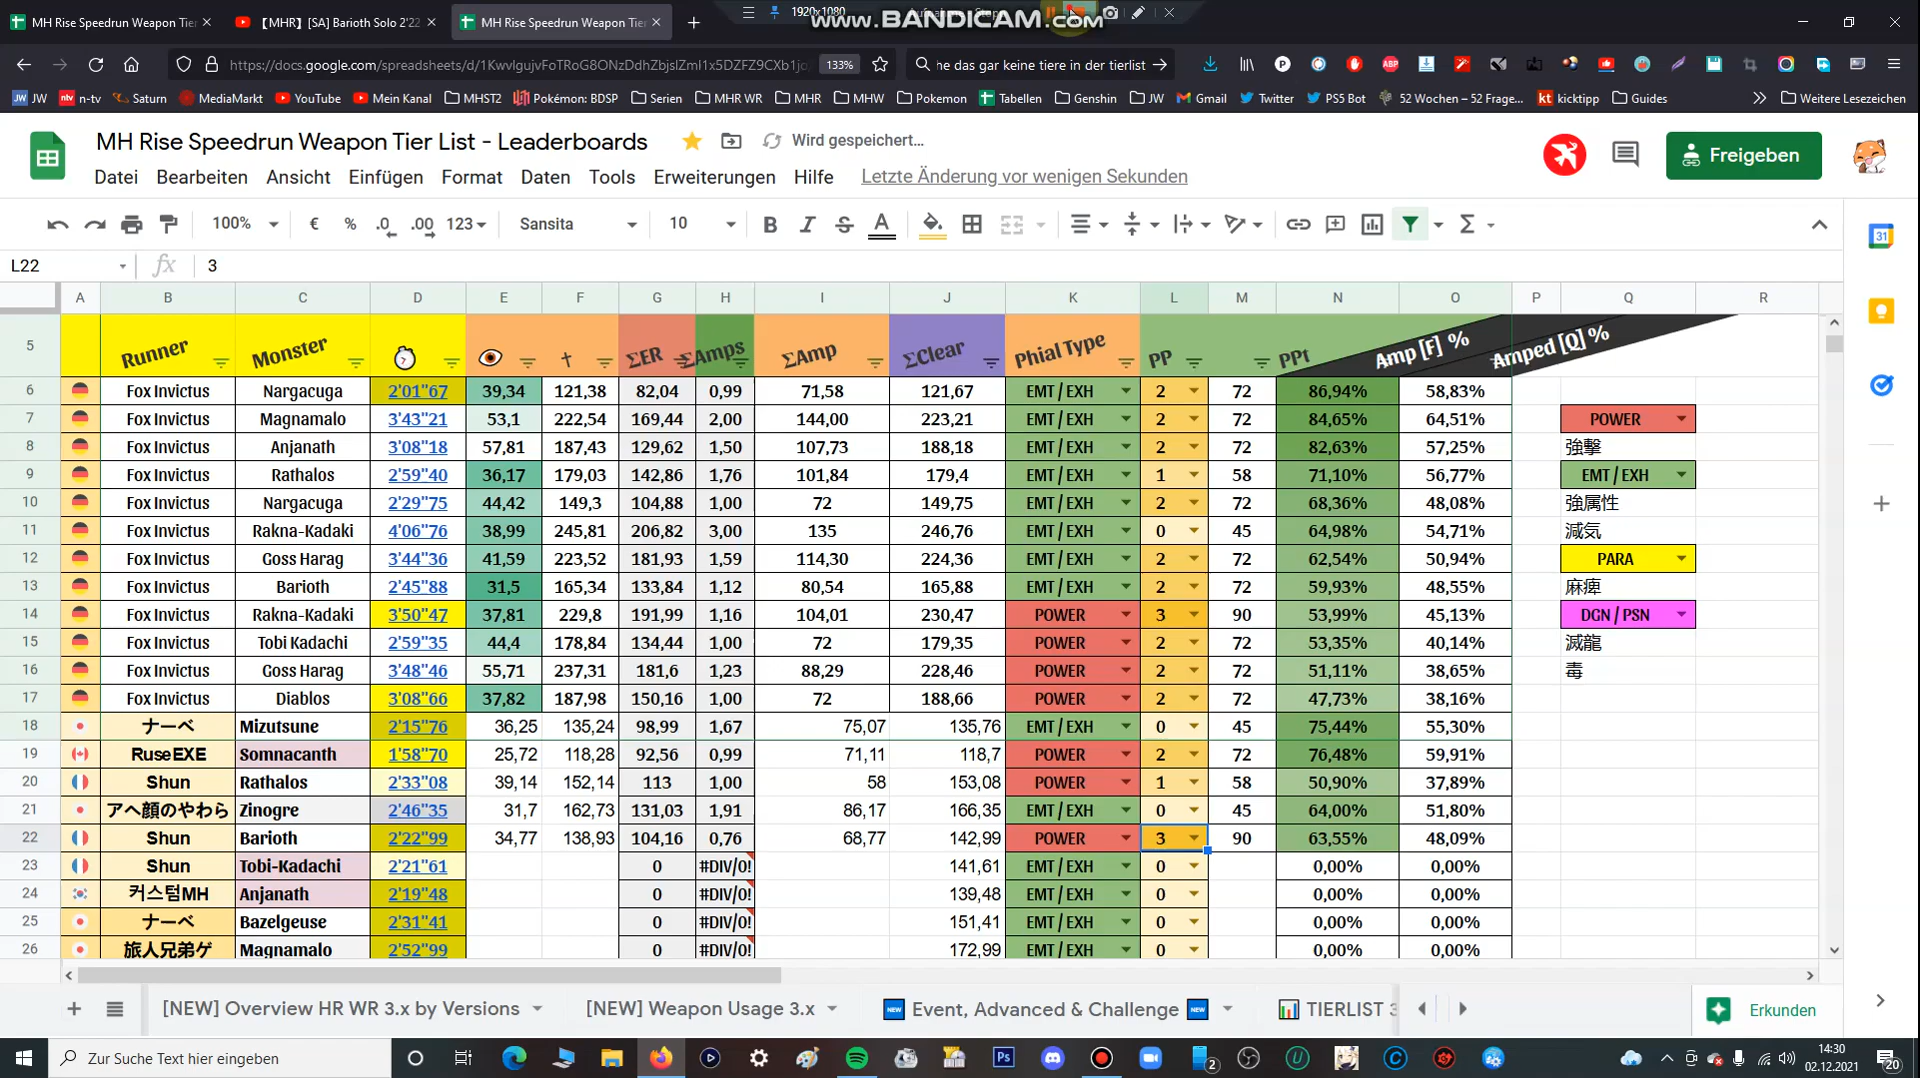 MH Rise Speedrun Weapon Tier
【MHR】[SA] Barioth Solo 2'22
MH Rise Speedrun Weapon Tier
1920x1080
www.BANDICAM.com
https://docs.google.com/spreadsheets/d/1KwvlgujvFoTRoG8ONzDdhZbjslZml1x5DZFZ9CXb1jo
133%
he das gar keine tiere in der tierlist
JW
n-tv
Saturn
MediaMarkt
YouTube
Mein Kanal
MHST2
Pokémon: BDSP
Serien
MHR WR
MHR
MHW
Pokemon
Tabellen
Genshin
JW
Gmail
Twitter
PS5 Bot
52 Wochen – 52 Frage...
kicktipp
Guides
Weitere Lesezeichen
MH Rise Speedrun Weapon Tier List - Leaderboards
Wird gespeichert…
Freigeben
Datei Bearbeiten Ansicht Einfügen Format Daten Tools Erweiterungen Hilfe Letzte Änderung vor wenigen Sekunden
100% € % .0 .00 123 Sansita 10 B I S A
L22 fx 3
A B C D E F G H I J K L M N O P Q R
5 Runner Monster † ΣER ΣAmps ΣAmp ΣClear Phial Type PP PPt Amp [F] % Amped [Q] %
6 Fox Invictus Nargacuga 2'01"67 39,34 121,38 82,04 0,99 71,58 121,67 EMT / EXH 2 72 86,94% 58,83%
7 Fox Invictus Magnamalo 3'43"21 53,1 222,54 169,44 2,00 144,00 223,21 EMT / EXH 2 72 84,65% 64,51% POWER
8 Fox Invictus Anjanath 3'08"18 57,81 187,43 129,62 1,50 107,73 188,18 EMT / EXH 2 72 82,63% 57,25% 強撃
9 Fox Invictus Rathalos 2'59"40 36,17 179,03 142,86 1,76 101,84 179,4 EMT / EXH 1 58 71,10% 56,77% EMT / EXH
10 Fox Invictus Nargacuga 2'29"75 44,42 149,3 104,88 1,00 72 149,75 EMT / EXH 2 72 68,36% 48,08% 強属性
11 Fox Invictus Rakna-Kadaki 4'06"76 38,99 245,81 206,82 3,00 135 246,76 EMT / EXH 0 45 64,98% 54,71% 減気
12 Fox Invictus Goss Harag 3'44"36 41,59 223,52 181,93 1,59 114,30 224,36 EMT / EXH 2 72 62,54% 50,94% PARA
13 Fox Invictus Barioth 2'45"88 31,5 165,34 133,84 1,12 80,54 165,88 EMT / EXH 2 72 59,93% 48,55% 麻痺
14 Fox Invictus Rakna-Kadaki 3'50"47 37,81 229,8 191,99 1,16 104,01 230,47 POWER 3 90 53,99% 45,13% DGN / PSN
15 Fox Invictus Tobi Kadachi 2'59"35 44,4 178,84 134,44 1,00 72 179,35 POWER 2 72 53,35% 40,14% 滅龍
16 Fox Invictus Goss Harag 3'48"46 55,71 237,31 181,6 1,23 88,29 228,46 POWER 2 72 51,11% 38,65% 毒
17 Fox Invictus Diablos 3'08"66 37,82 187,98 150,16 1,00 72 188,66 POWER 2 72 47,73% 38,16%
18 ナーベ Mizutsune 2'15"76 36,25 135,24 98,99 1,67 75,07 135,76 EMT / EXH 0 45 75,44% 55,30%
19 RuseEXE Somnacanth 1'58"70 25,72 118,28 92,56 0,99 71,11 118,7 POWER 2 72 76,48% 59,91%
20 Shun Rathalos 2'33"08 39,14 152,14 113 1,00 58 153,08 POWER 1 58 50,90% 37,89%
21 アヘ顔のやわら Zinogre 2'46"35 31,7 162,73 131,03 1,91 86,17 166,35 EMT / EXH 0 45 64,00% 51,80%
22 Shun Barioth 2'22"99 34,77 138,93 104,16 0,76 68,77 142,99 POWER 3 90 63,55% 48,09%
23 Shun Tobi-Kadachi 2'21"61 0 #DIV/0! 141,61 EMT / EXH 0 0,00% 0,00%
24 커스텀MH Anjanath 2'19"48 0 #DIV/0! 139,48 EMT / EXH 0 0,00% 0,00%
25 ナーベ Bazelgeuse 2'31"41 0 #DIV/0! 151,41 EMT / EXH 0 0,00% 0,00%
26 旅人兄弟ゲ Magnamalo 2'52"99 0 #DIV/0! 172,99 EMT / EXH 0 0,00% 0,00%
[NEW] Overview HR WR 3.x by Versions
[NEW] Weapon Usage 3.x
NEW Event, Advanced & Challenge NEW
TIERLIST 3
Erkunden
Zur Suche Text hier eingeben
14:30
02.12.2021